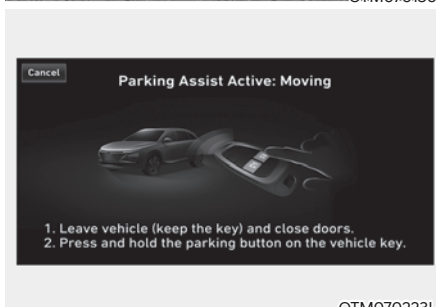 Cancel
Parking Assist Active: Moving
1. Leave vehicle (keep the key) and close doors.
2. Press and hold the parking button on the vehicle key.